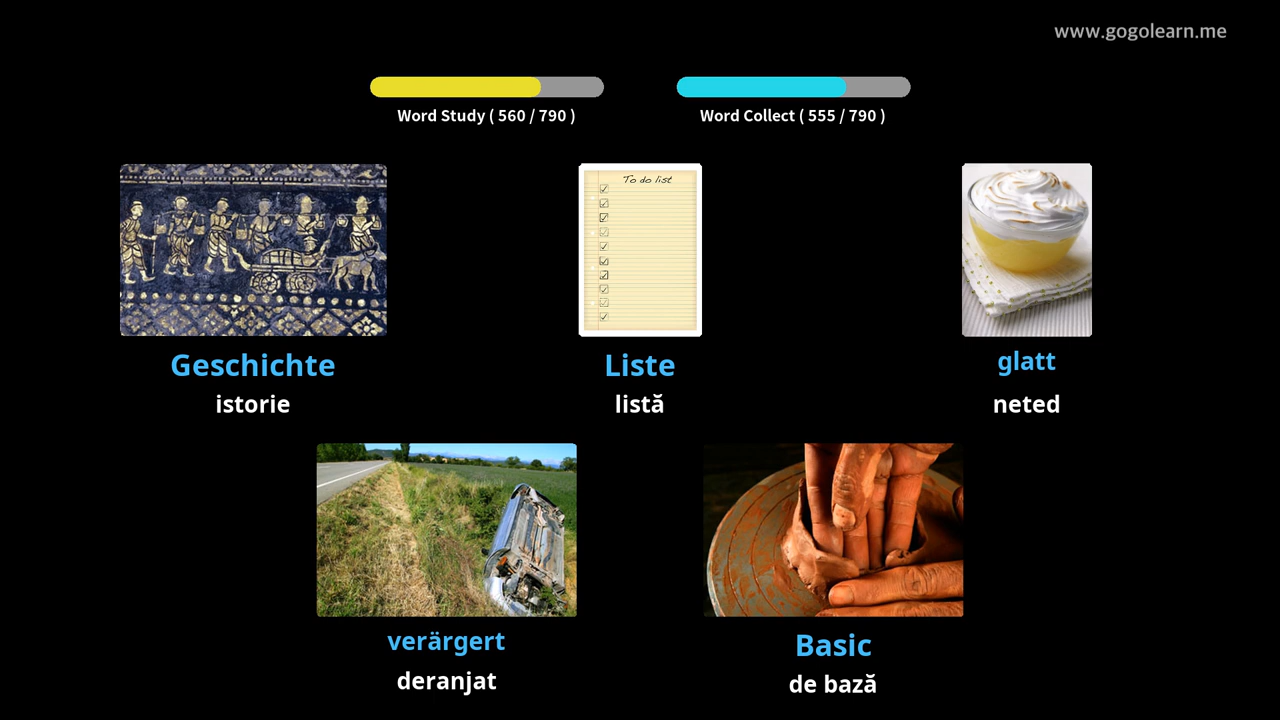 www.gogolearn.me
Word Study ( 560 / 790 )
Word Collect ( 555 / 790 )
To do list
Geschichte
istorie
Liste
listă
glatt
neted
verärgert
deranjat
Basic
de bază